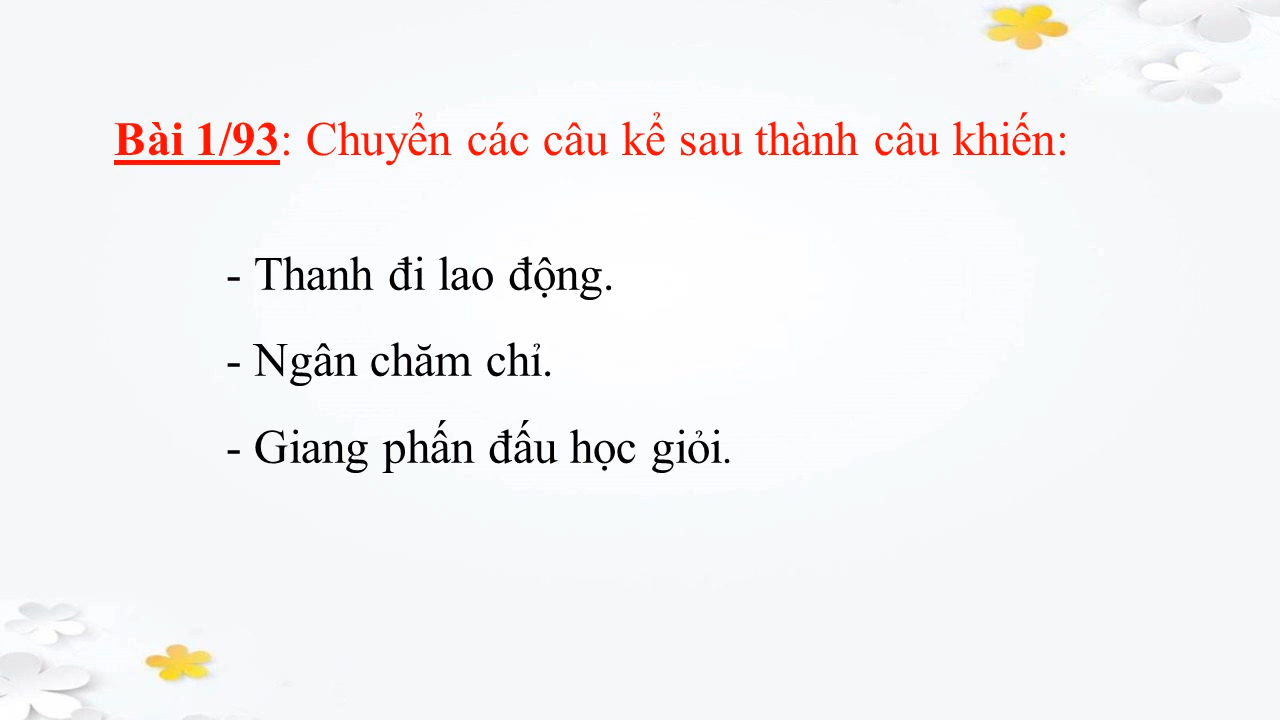 Bài 1/93: Chuyển các câu kể sau thành câu khiến:
- Thanh đi lao động.
- Ngân chăm chỉ.
- Giang phấn đấu học giỏi.